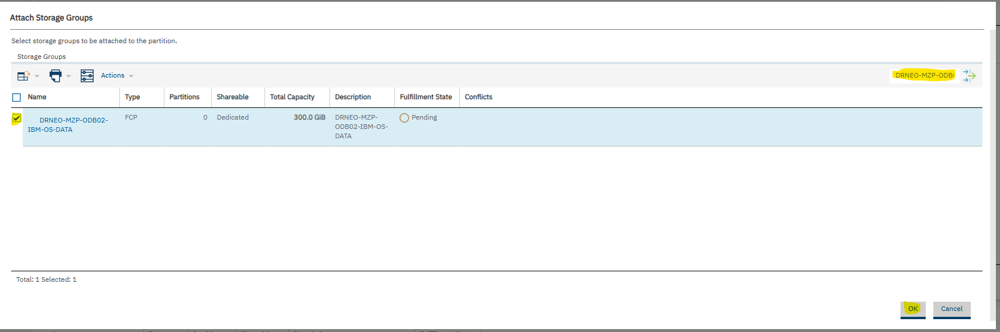 Attach Storage Groups
Select storage groups to be attached to the partition.
Storage Groups
Actions
DRNEO-MZP-ODB
Name Type Partitions Shareable Total Capacity Description Fulfillment State Conflicts
DRNEO-MZP-ODB02- FCP 0 Dedicated 300.0 GiB DRNEO-MZP- Pending
IBM-OS-DATA ODB02-IBM-OS-
DATA
Total: 1 Selected: 1
OK Cancel